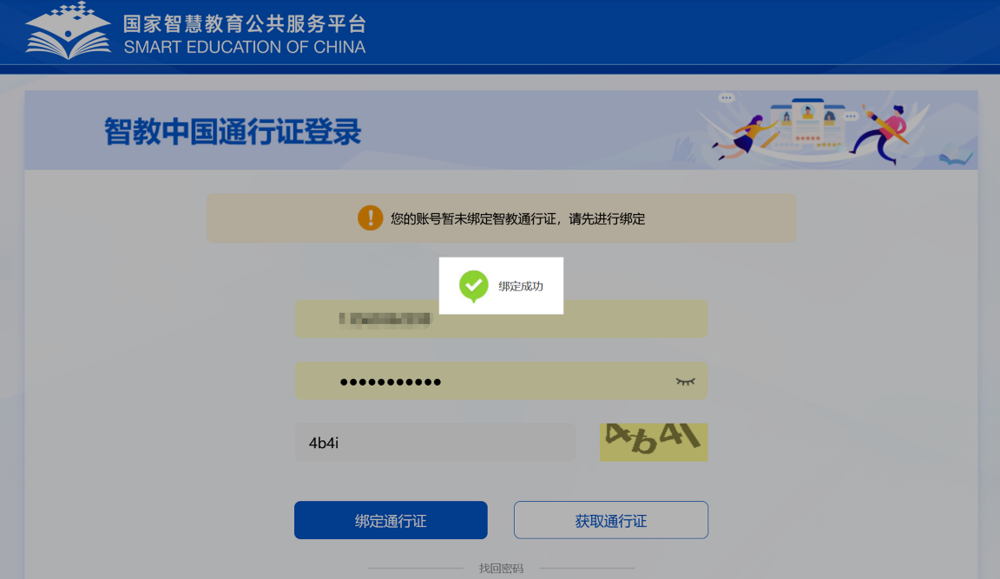 国家智慧教育公共服务平台
SMART EDUCATION OF CHINA
智教中国通行证登录
您的账号暂未绑定智教通行证，请先进行绑定
绑定成功
4b4i
4b41
绑定通行证
获取通行证
找回密码